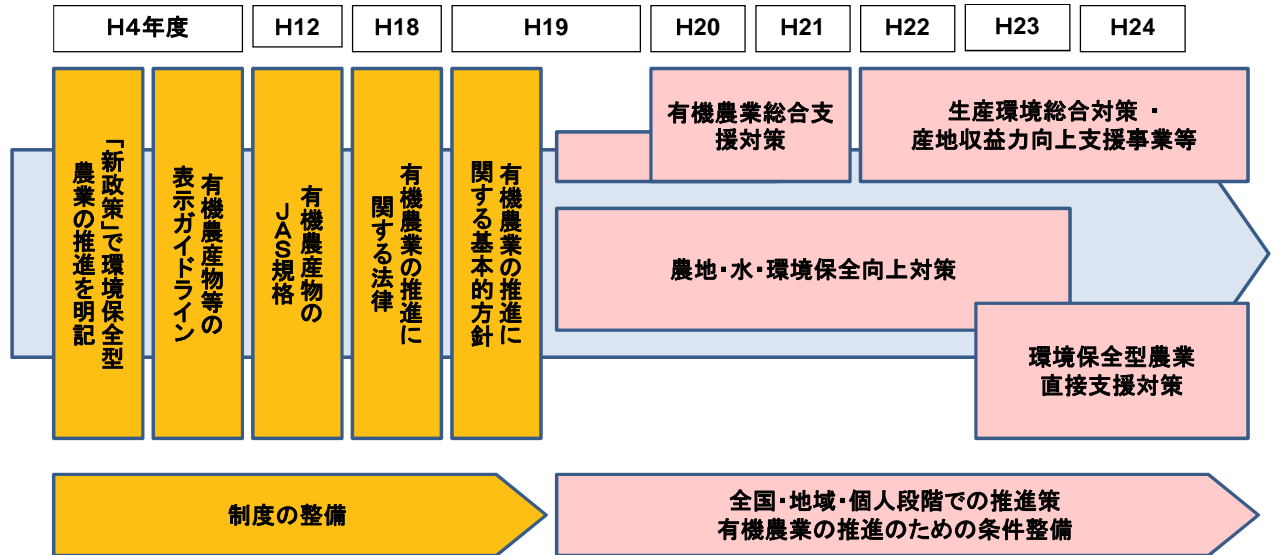 H4年度
H12
H18
H19
H20
H21
H22
H23
H24
「新政策」で環境保全型
農業の推進を明記
有機農産物等の
表示ガイドライン
有機農産物の
JAS規格
有機農業の推進に
関する法律
有機農業の推進に
関する基本的方針
有機農業総合支
援対策
生産環境総合対策・
産地収益力向上支援事業等
農地・水・環境保全向上対策
環境保全型農業
直接支援対策
制度の整備
全国・地域・個人段階での推進策
有機農業の推進のための条件整備